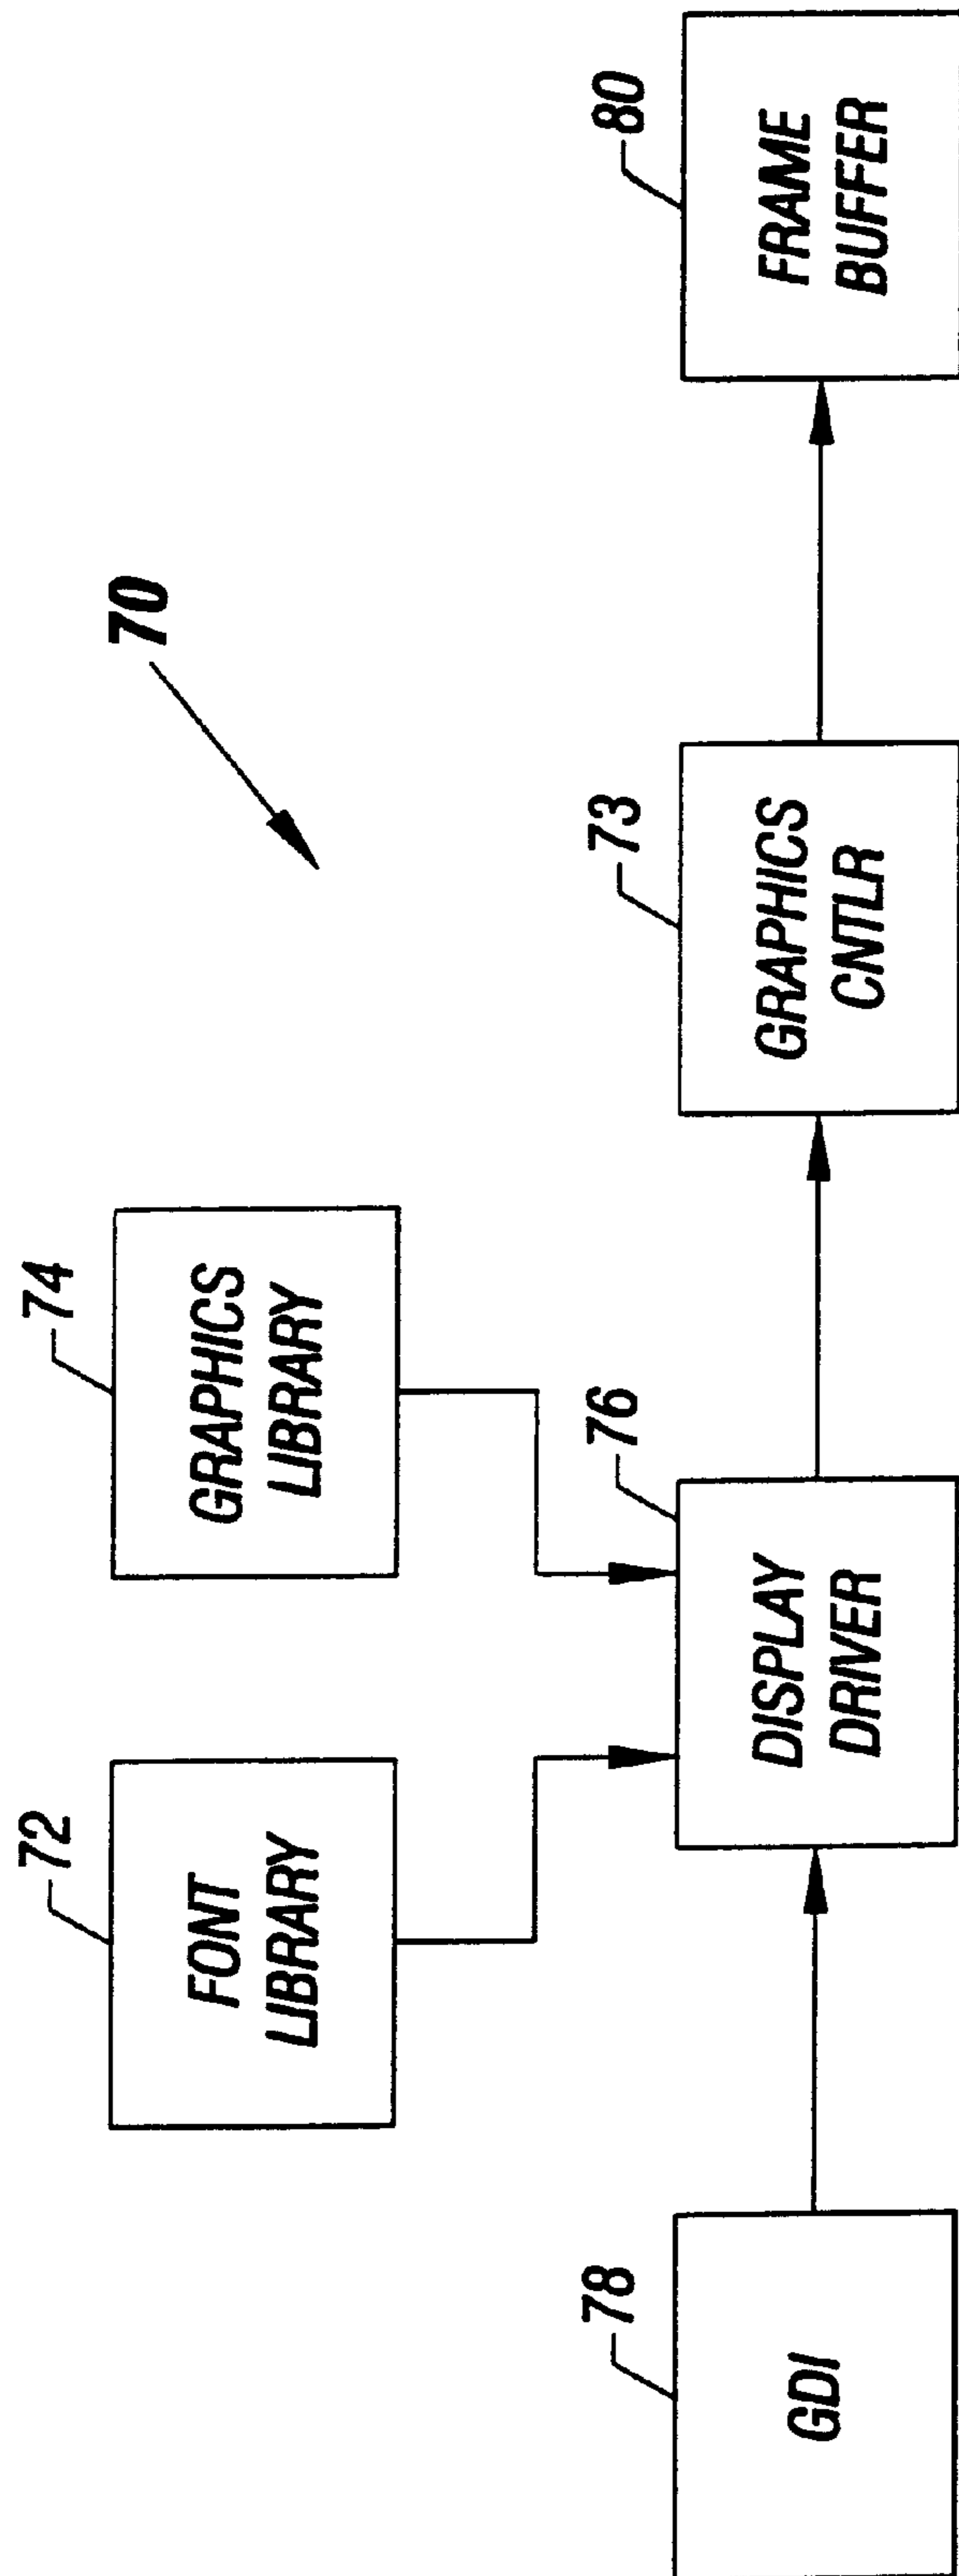 70
72
FONT
LIBRARY
74
GRAPHICS
LIBRARY
78
GDI
76
DISPLAY
DRIVER
73
GRAPHICS
CNTLR
80
FRAME
BUFFER